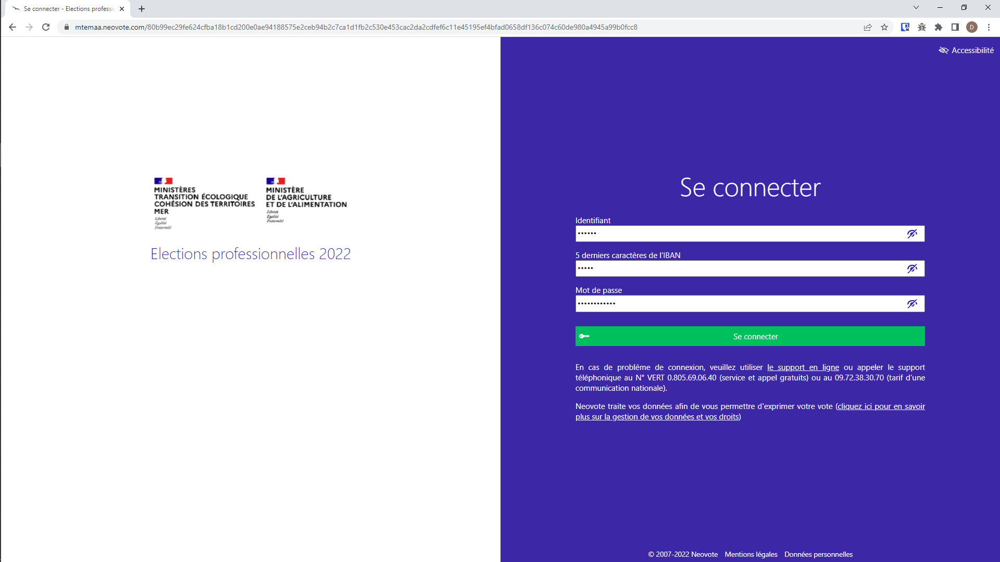 Se connecter - Elections professi
mtemaa.neovote.com/80b99ec29fe624cfba18b1cd200e0ae94188575e2ceb94b2c7ca1d1fb2c530e453cac2da2cdfef6c11e45195ef4bfad0658df136c074c60de980a4945a99b0fcc8
D
Accessibilité
MINISTÈRES
TRANSITION ÉCOLOGIQUE
COHÉSION DES TERRITOIRES
MER
Liberté
Égalité
Fraternité
MINISTÈRE
DE L'AGRICULTURE
ET DE L'ALIMENTATION
Liberté
Égalité
Fraternité
Elections professionnelles 2022
Se connecter
Identifiant
••••••
5 derniers caractères de l'IBAN
•••••
Mot de passe
••••••••••••
Se connecter
En cas de problème de connexion, veuillez utiliser le support en ligne ou appeler le support
téléphonique au N° VERT 0.805.69.06.40 (service et appel gratuits) ou au 09.72.38.30.70 (tarif d'une
communication nationale).
Neovote traite vos données afin de vous permettre d'exprimer votre vote (cliquez ici pour en savoir
plus sur la gestion de vos données et vos droits)
© 2007-2022 Neovote Mentions légales Données personnelles